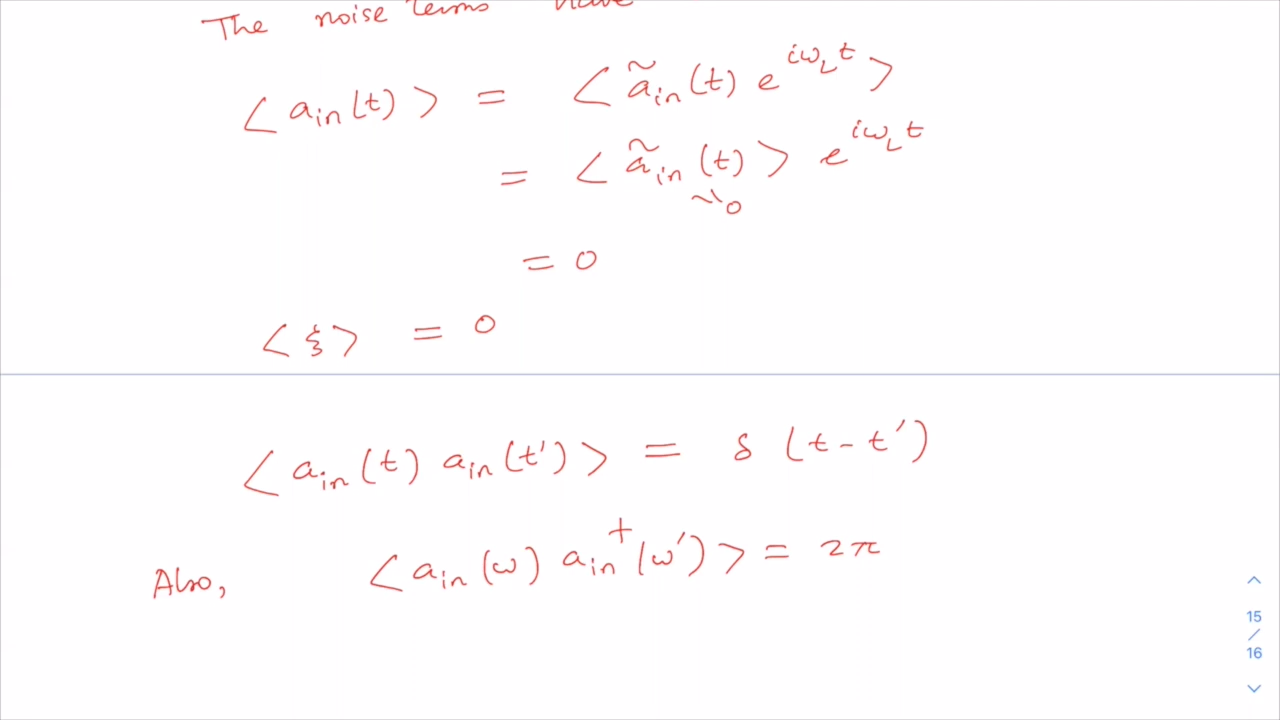 The noise terms have
⟨ a_in(t) ⟩ = ⟨ ã_in(t) e^{iω_L t} ⟩
= ⟨ ã_in(t) ⟩ e^{iω_L t}
0
= 0
⟨ ξ ⟩ = 0
⟨ a_in(t) a_in(t') ⟩ = δ (t - t')
Also, ⟨ a_in(ω) a_in^†(ω') ⟩ = 2π
15
/
16